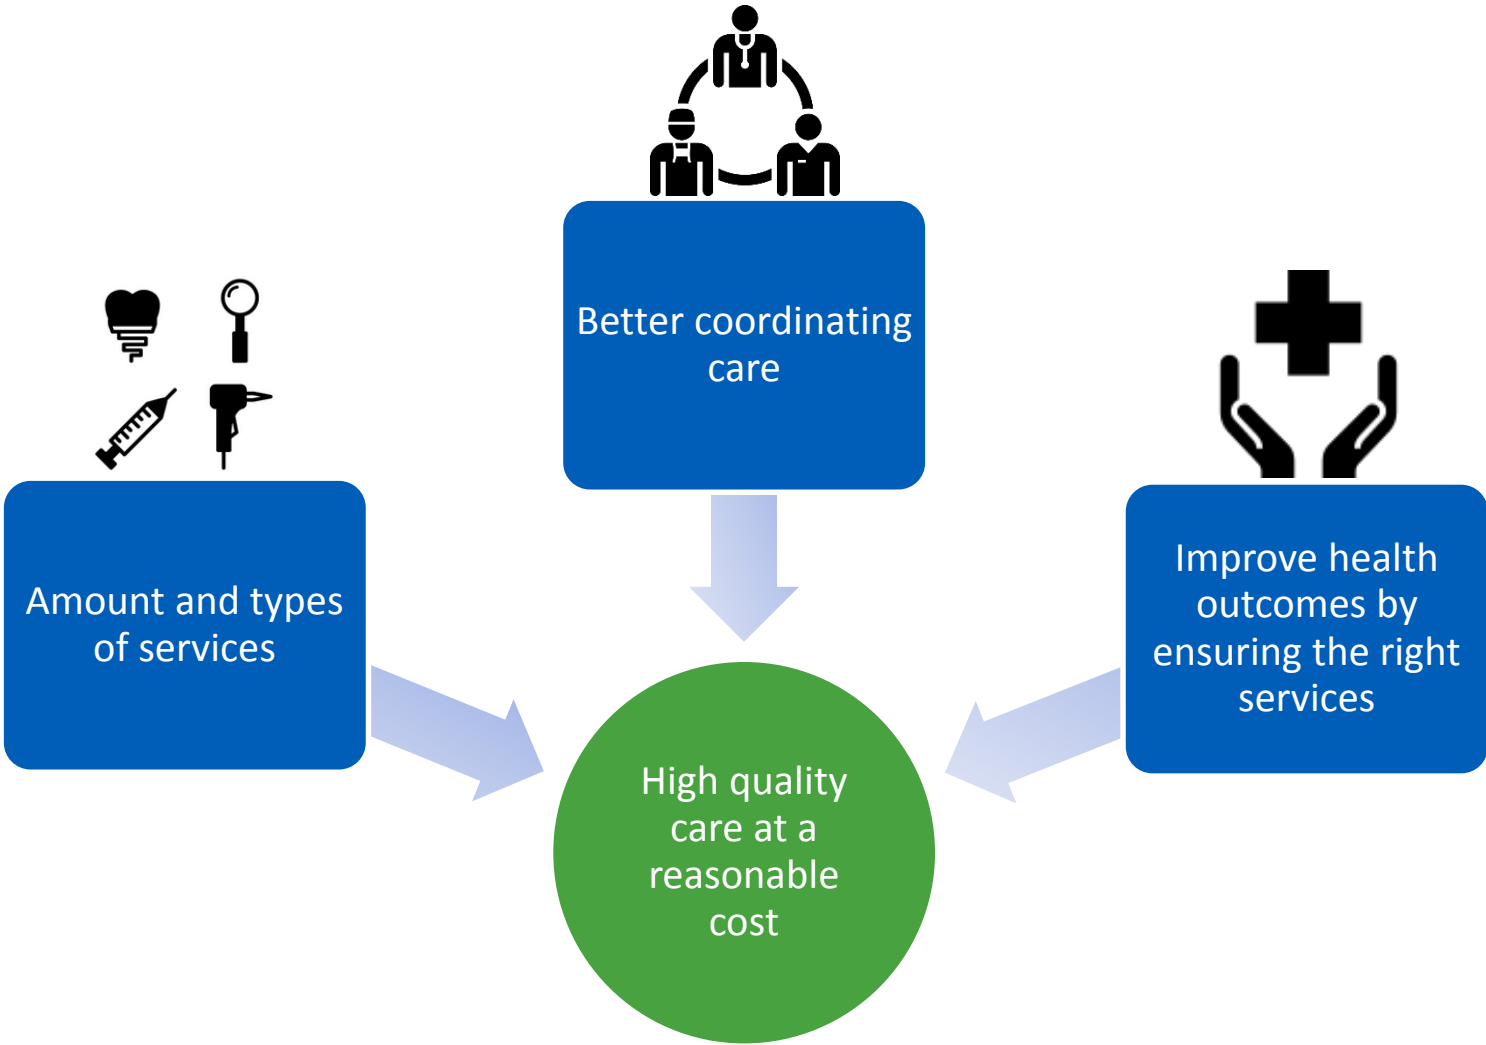 Better coordinating
care
Amount and types
of services
Improve health
outcomes by
ensuring the right
services
High quality
care at a
reasonable
cost